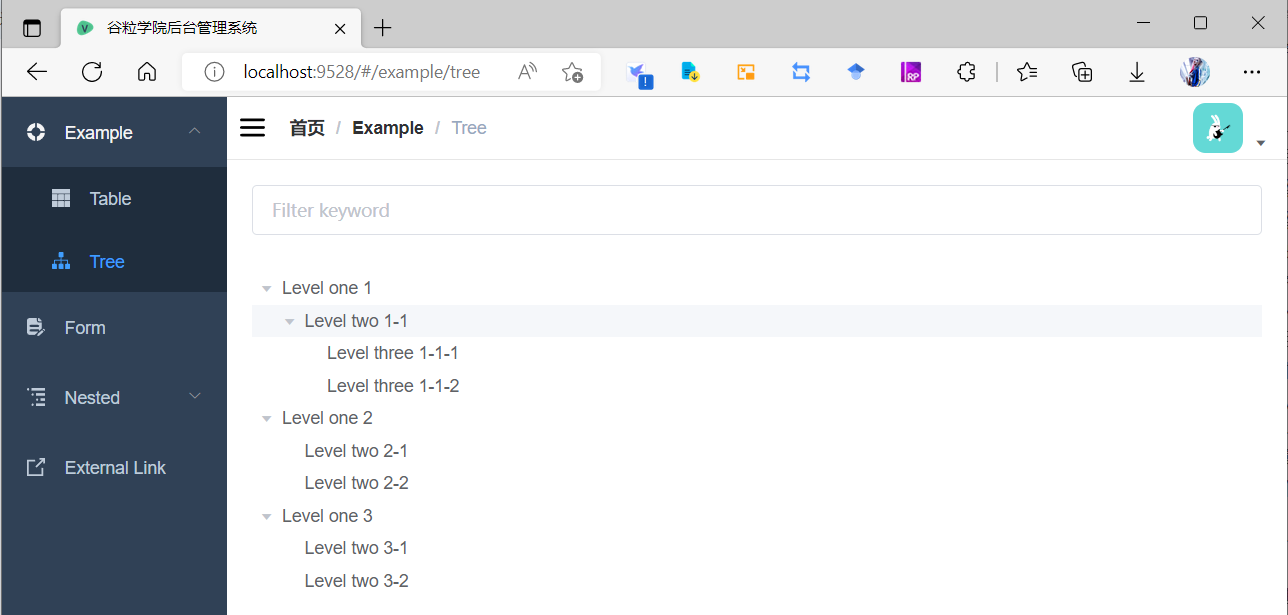 谷粒学院后台管理系统
localhost:9528/#/example/tree
Example
首页 / Example / Tree
Table
Tree
Form
Nested
External Link
Filter keyword
Level one 1
Level two 1-1
Level three 1-1-1
Level three 1-1-2
Level one 2
Level two 2-1
Level two 2-2
Level one 3
Level two 3-1
Level two 3-2
RP